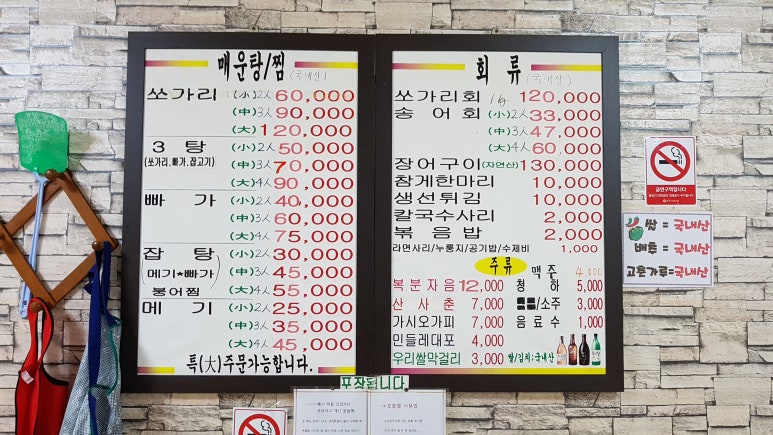 매운탕/찜 (국내산)
쏘가리 (小)2人 60,000
(中)3人 90,000
(大) 120,000
3 탕 (小)2人 50,000
(쏘가리,빠가,잡고기) (中)3人 70,000
(大)4人 90,000
빠 가 (小)2人 40,000
(中)3人 60,000
(大)4人 75,000
잡 탕 (小)2人 30,000
메기*빠가 (中)3人 45,000
붕어찜 (大)4人 55,000
메 기 (小)2人 25,000
(中)3人 35,000
(大)4人 45,000
특(大)주문가능합니다.
회 류 (국내산)
쏘가리회 120,000
송 어 회 (小)2人 33,000
(中)3人 47,000
(大)4人 60,000
장어구이(자연산) 130,000
참게한마리 10,000
생선튀김 10,000
칼국수사리 2,000
볶 음 밥 2,000
라면사리/누룽지/공기밥/수제비 1,000
주류
맥 주 4,000
복 분 자 음 12,000 청 하 5,000
산 사 춘 7,000 /소주 3,000
가시오가피 7,000 음 료 수 1,000
민들레대포 4,000
우리쌀막걸리 3,000 쌀/김치:국내산
포장됩니다.
금연구역입니다
쌀 = 국내산
배추 = 국내산
고춧가루=국내산